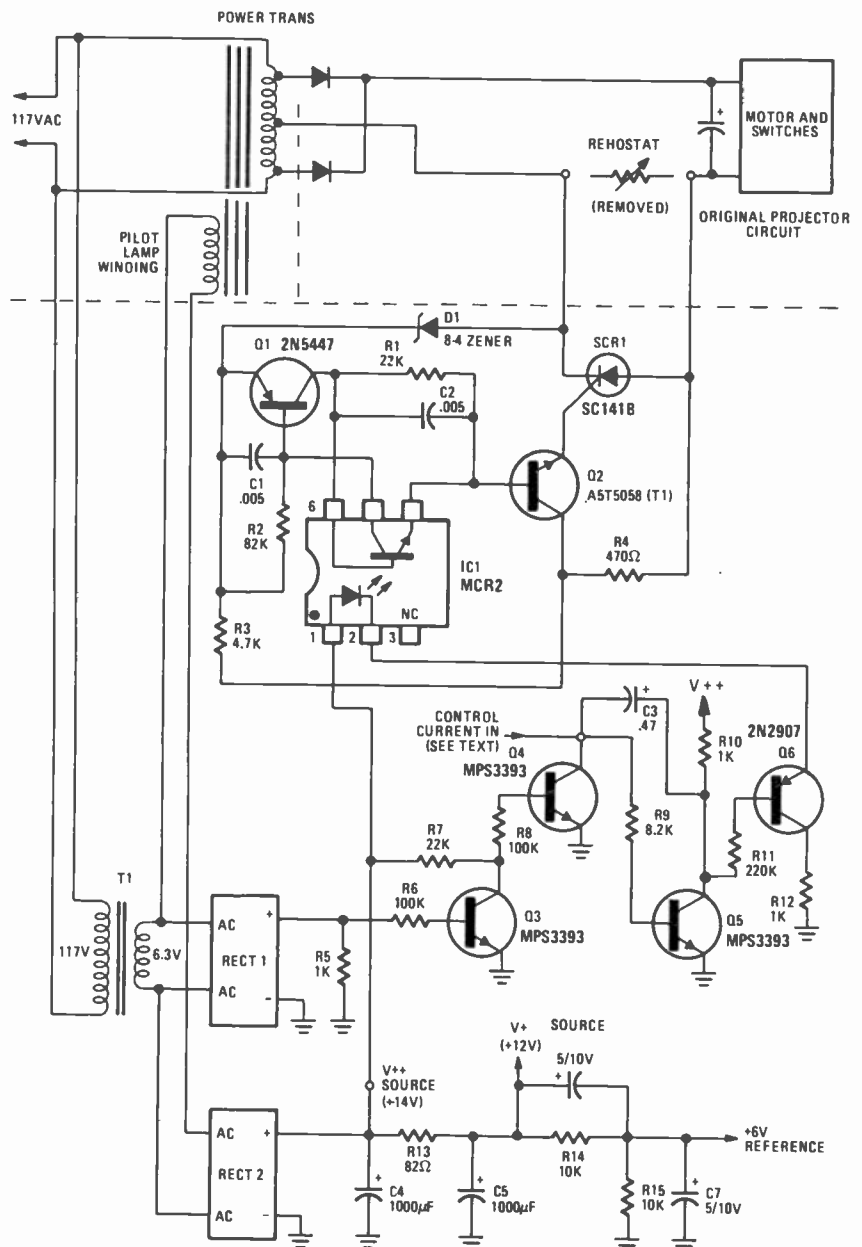 POWER TRANS
117VAC
MOTOR AND
SWITCHES
+
REHOSTAT
(REMOVED)
ORIGINAL PROJECTOR
CIRCUIT
PILOT
LAMP
WINDING
D1
8-4 ZENER
Q1 2N5447
R1
22K
C2
.005
SCR1
SC141B
C1
.005
R2
82K
Q2
A5T5058 (T1)
6
IC1
MCR2
NC
1
2
3
R3
4.7K
R4
470Ω
CONTROL
CURRENT IN
(SEE TEXT)
Q4
MPS3393
+
C3
.47
V++
R10
1K
2N2907
Q6
R7
22K
R8
100K
R9
8.2K
R11
220K
R12
1K
T1
117V
6.3V
AC
+
RECT 1
AC
-
R5
1K
R6
100K
Q3
MPS3393
Q5
MPS3393
V++
SOURCE
(+14V)
V+
(+12V)
SOURCE
5/10V
+
AC
+
RECT 2
AC
-
R13
82Ω
R14
10K
+6V
REFERENCE
+
C4
1000µF
+
C5
1000µF
R15
10K
+
C7
5/10V